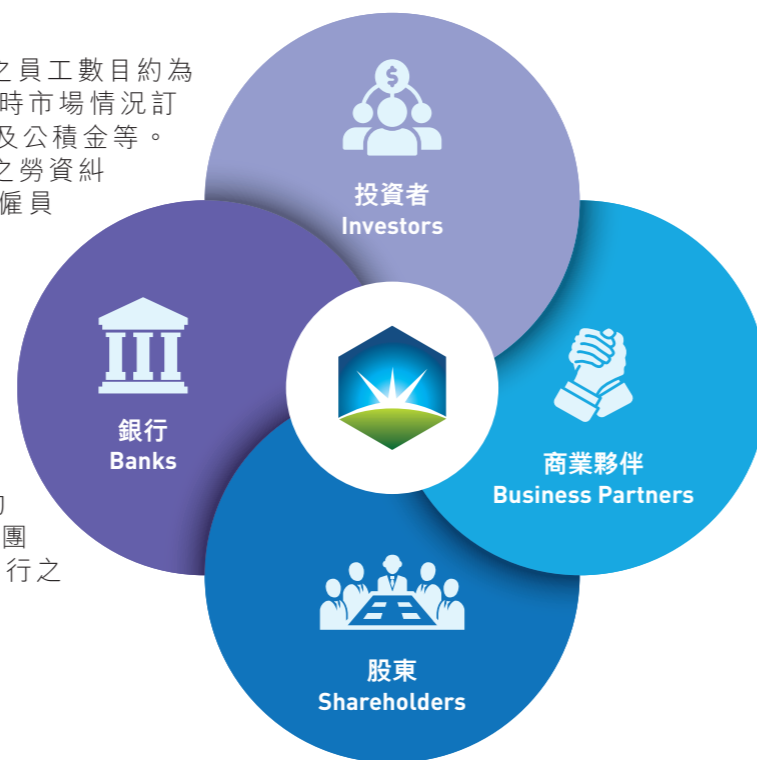 之員工數目約為
時市場情況訂
及公積金等。
之勞資糾
僱員
$
投資者
Investors
銀行
Banks
商業夥伴
Business Partners
團
行之
股東
Shareholders